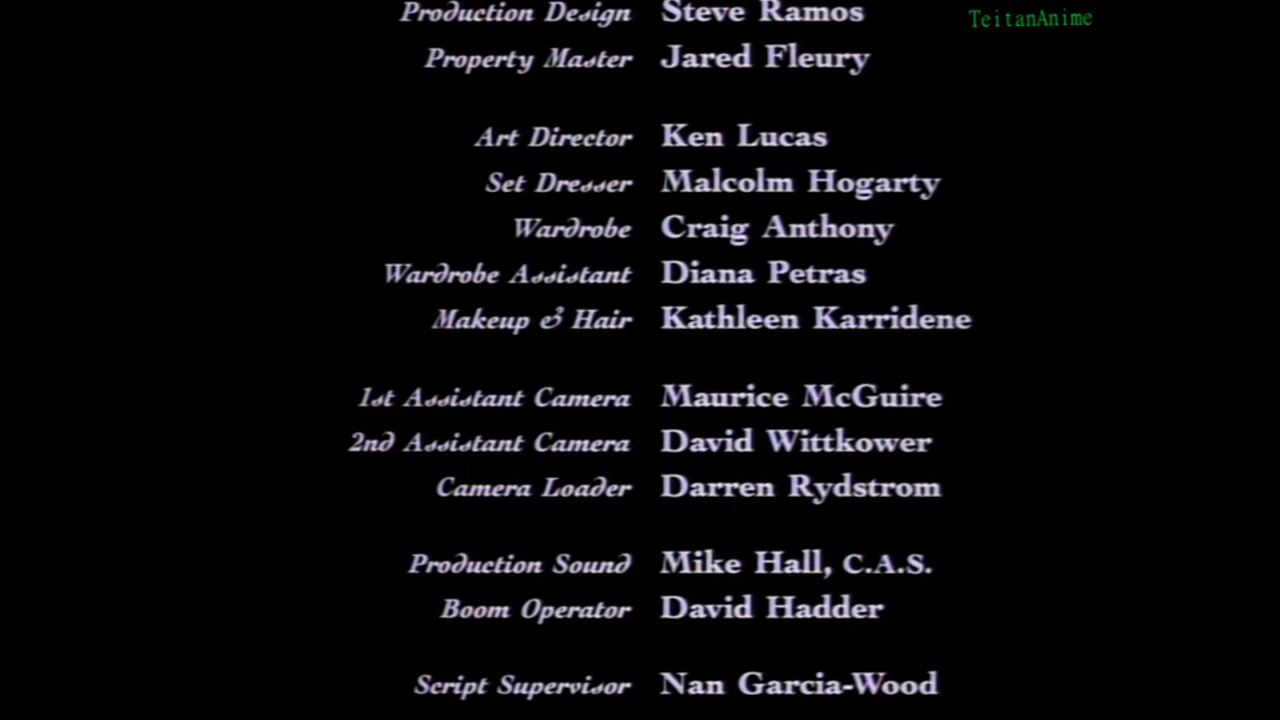 Production Design Steve Ramos
TeitanAnime
Property Master Jared Fleury
Art Director Ken Lucas
Set Dresser Malcolm Hogarty
Wardrobe Craig Anthony
Wardrobe Assistant Diana Petras
Makeup & Hair Kathleen Karridene
1st Assistant Camera Maurice McGuire
2nd Assistant Camera David Wittkower
Camera Loader Darren Rydstrom
Production Sound Mike Hall, C.A.S.
Boom Operator David Hadder
Script Supervisor Nan Garcia-Wood